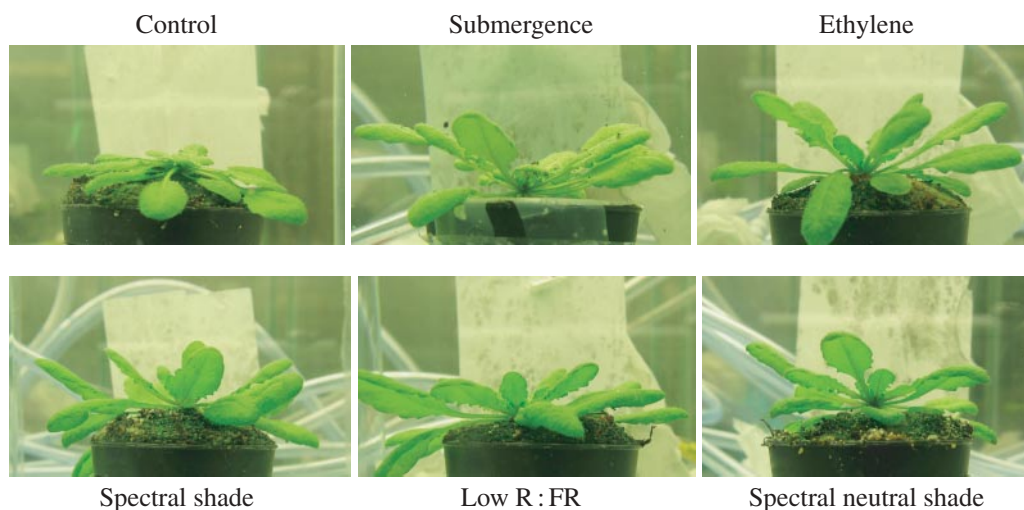 Control
Submergence
Ethylene
Spectral shade
Low R : FR
Spectral neutral shade